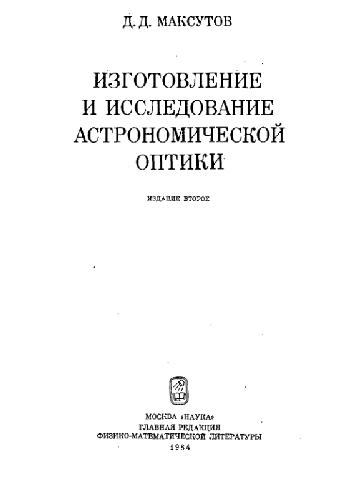 Д. Д. МАКСУТОВ
ИЗГОТОВЛЕНИЕ
И ИССЛЕДОВАНИЕ
АСТРОНОМИЧЕСКОЙ
ОПТИКИ
ИЗДАНИЕ ВТОРОЕ
МОСКВА «НАУКА»
ГЛАВНАЯ РЕДАКЦИЯ
ФИЗИКО-МАТЕМАТИЧЕСКОЙ ЛИТЕРАТУРЫ
1984